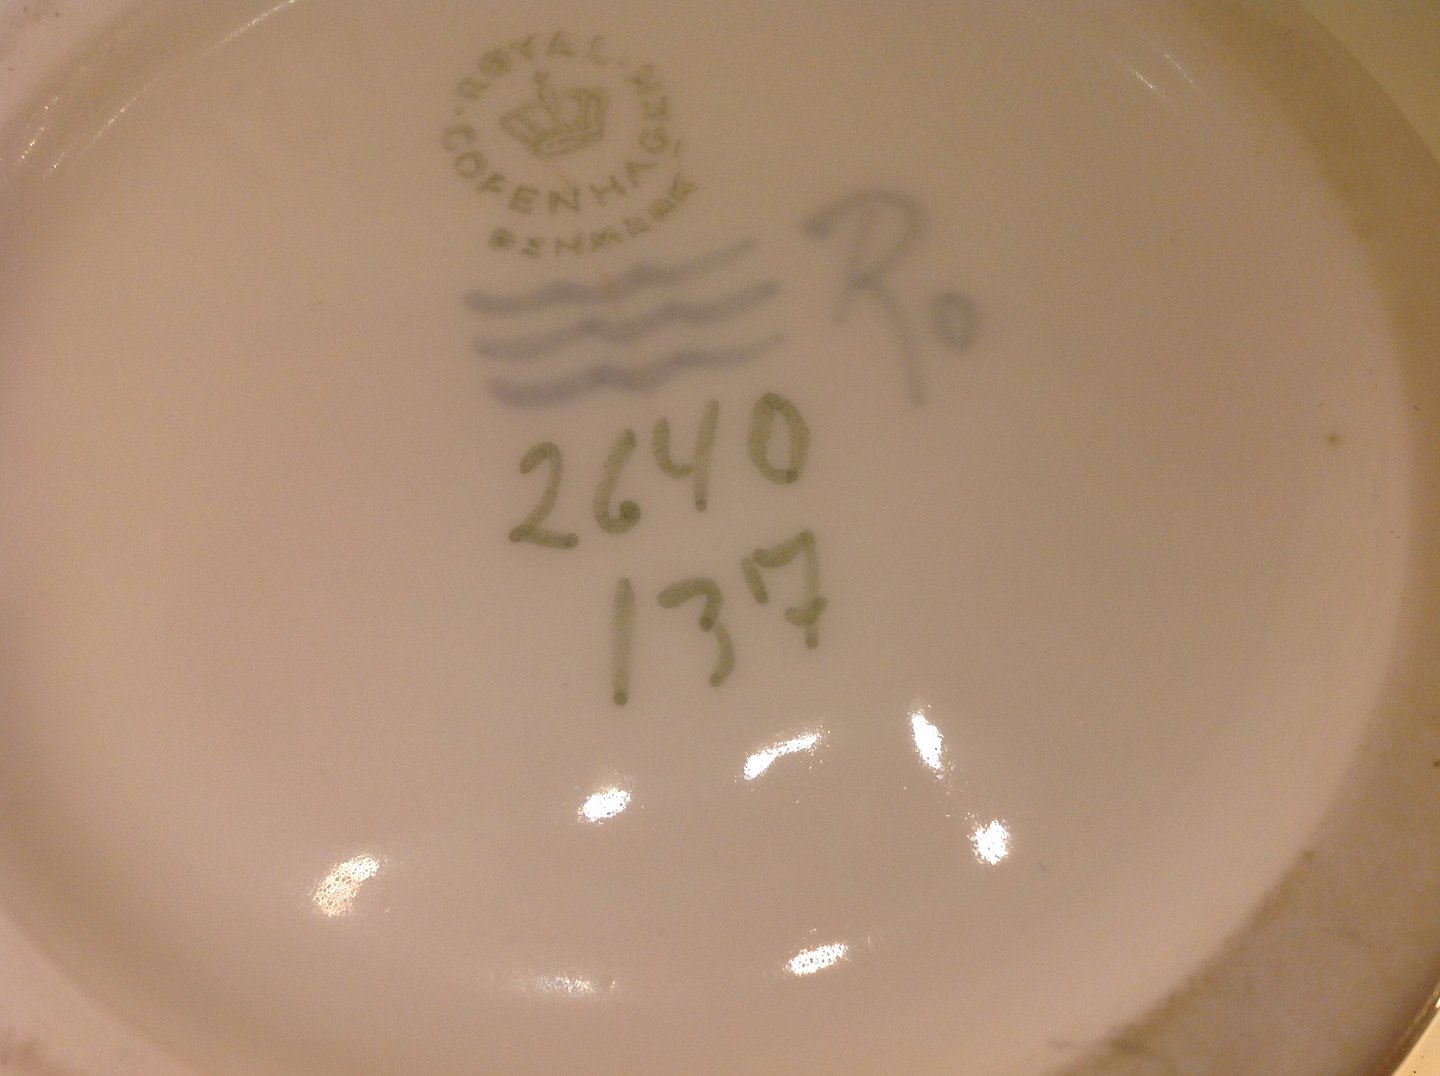 ROYAL
COPENHAGEN
DENMARK
Ro
2640
137